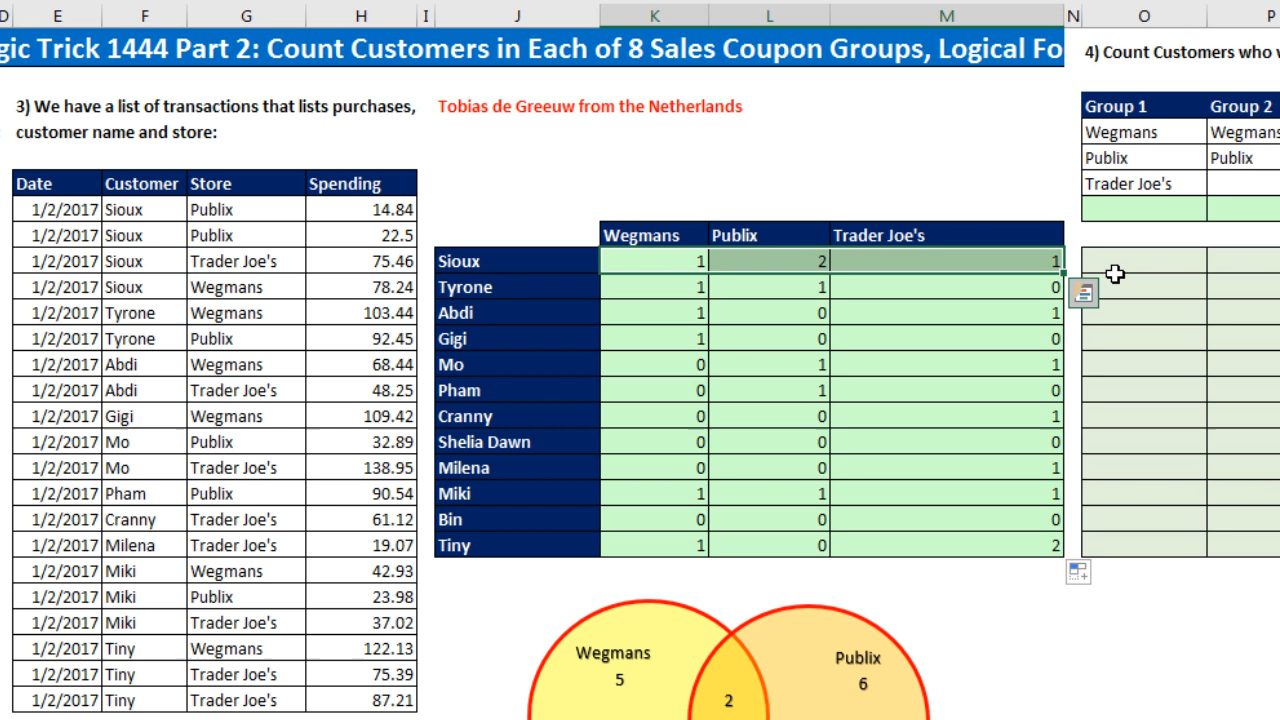 D E F G H I J K L M N O P
gic Trick 1444 Part 2: Count Customers in Each of 8 Sales Coupon Groups, Logical Fo
4) Count Customers who w
3) We have a list of transactions that lists purchases,
customer name and store:
Tobias de Greeuw from the Netherlands
Group 1 Group 2
Wegmans Wegmans
Publix Publix
Trader Joe's
Date Customer Store Spending
1/2/2017 Sioux Publix 14.84
1/2/2017 Sioux Publix 22.5
1/2/2017 Sioux Trader Joe's 75.46
1/2/2017 Sioux Wegmans 78.24
1/2/2017 Tyrone Wegmans 103.44
1/2/2017 Tyrone Publix 92.45
1/2/2017 Abdi Wegmans 68.44
1/2/2017 Abdi Trader Joe's 48.25
1/2/2017 Gigi Wegmans 109.42
1/2/2017 Mo Publix 32.89
1/2/2017 Mo Trader Joe's 138.95
1/2/2017 Pham Publix 90.54
1/2/2017 Cranny Trader Joe's 61.12
1/2/2017 Milena Trader Joe's 19.07
1/2/2017 Miki Wegmans 42.93
1/2/2017 Miki Publix 23.98
1/2/2017 Miki Trader Joe's 37.02
1/2/2017 Tiny Wegmans 122.13
1/2/2017 Tiny Trader Joe's 75.39
1/2/2017 Tiny Trader Joe's 87.21
Wegmans Publix Trader Joe's
Sioux 1 2 1
Tyrone 1 1 0
Abdi 1 0 1
Gigi 1 0 0
Mo 0 1 1
Pham 0 1 0
Cranny 0 0 1
Shelia Dawn 0 0 0
Milena 0 0 1
Miki 1 1 1
Bin 0 0 0
Tiny 1 0 2
Wegmans
5
2
Publix
6